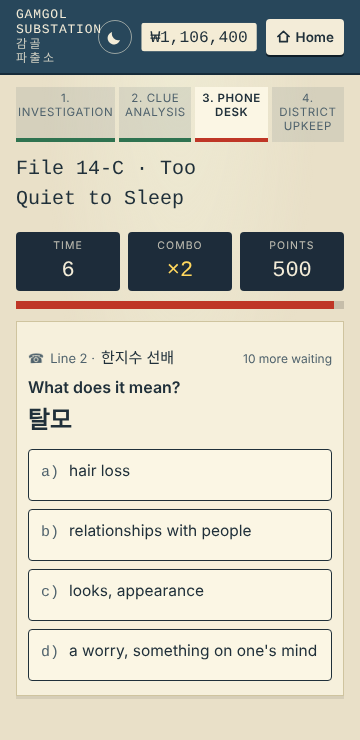 GAMGOL
SUBSTATION
감골
파출소
₩1,106,400
Home
1. INVESTIGATION
2. CLUE ANALYSIS
3. PHONE DESK
4. DISTRICT UPKEEP
File 14-C · Too
Quiet to Sleep
TIME
6
COMBO
×2
POINTS
500
☎ Line 2 · 한지수 선배
10 more waiting
What does it mean?
탈모
a) hair loss
b) relationships with people
c) looks, appearance
d) a worry, something on one's mind